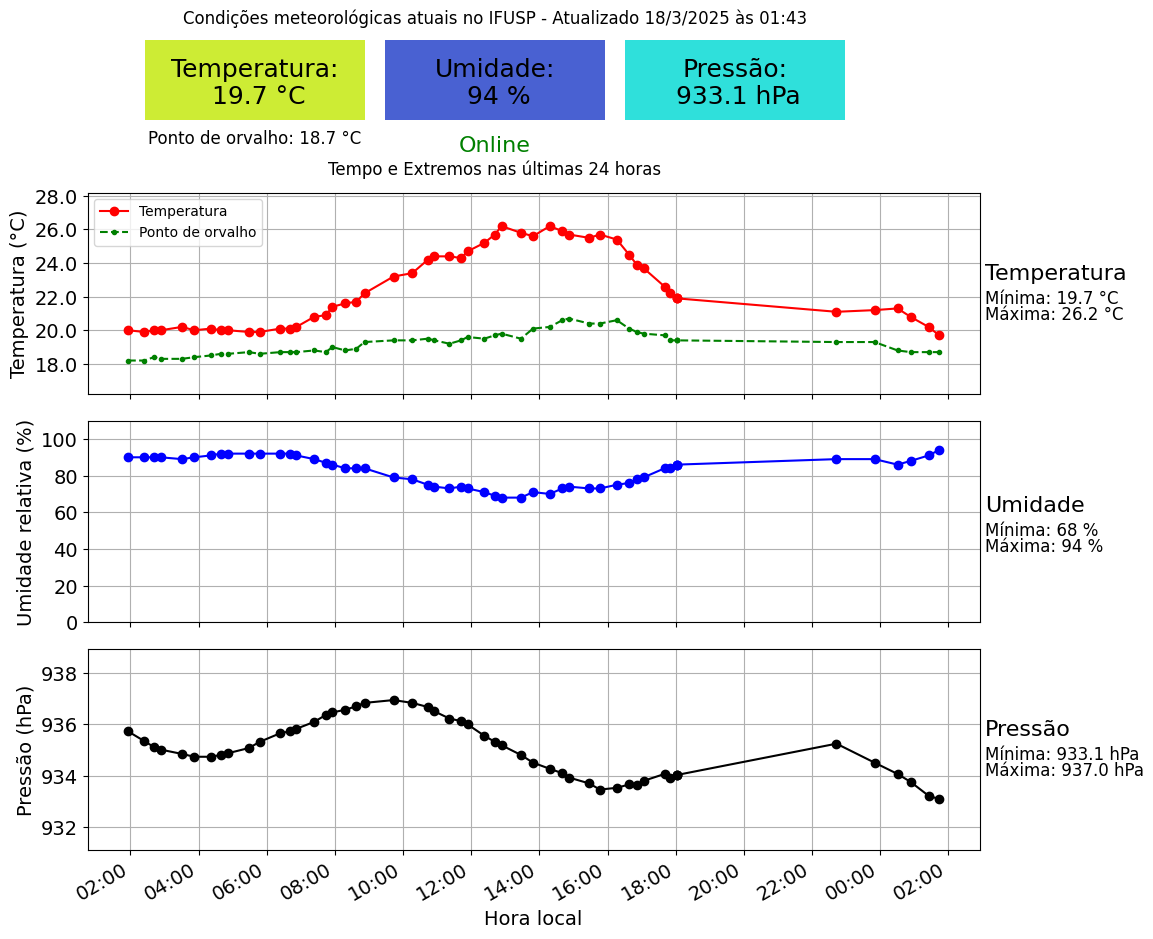 Condições meteorológicas atuais no IFUSP - Atualizado 18/3/2025 às 01:43
Temperatura:
19.7 °C
Umidade:
94 %
Pressão:
933.1 hPa
Ponto de orvalho: 18.7 °C
Online
Tempo e Extremos nas últimas 24 horas
Temperatura (°C)
28.0
26.0
24.0
22.0
20.0
18.0
Temperatura
Ponto de orvalho
Temperatura
Mínima: 19.7 °C
Máxima: 26.2 °C
Umidade relativa (%)
100
80
60
40
20
0
Umidade
Mínima: 68 %
Máxima: 94 %
Pressão (hPa)
938
936
934
932
Pressão
Mínima: 933.1 hPa
Máxima: 937.0 hPa
02:00
04:00
06:00
08:00
10:00
12:00
14:00
16:00
18:00
20:00
22:00
00:00
02:00
Hora local